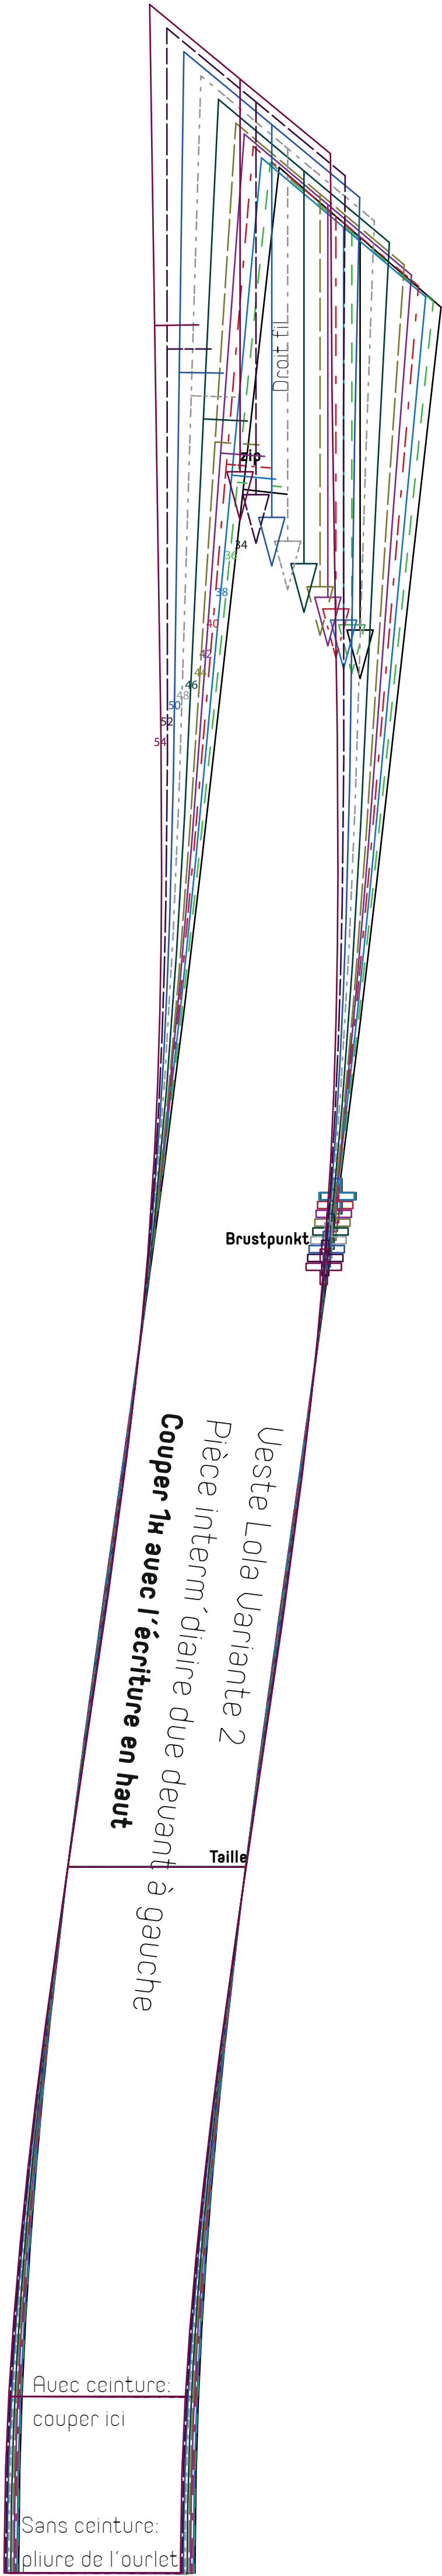 Droit fil
zip
34
36
38
40
42
44
46
48
50
52
54
Brustpunkt
Veste Lola Variante 2
Pièce interm´diaire due devant à gauche
Couper 1x avec l´écriture en haut
Taille
Avec ceinture:
couper ici
Sans ceinture:
pliure de l´ourlet